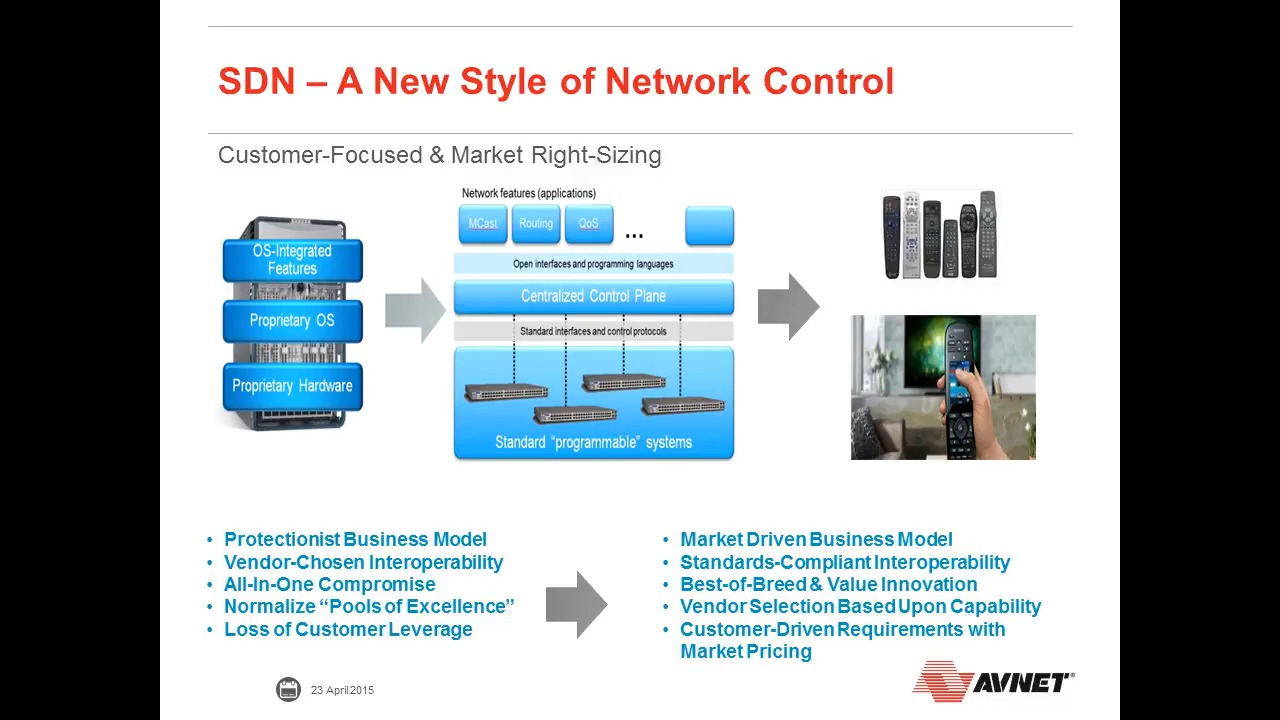 SDN – A New Style of Network Control
Customer-Focused & Market Right-Sizing
OS-Integrated
Features
Proprietary OS
Proprietary Hardware
Network features (applications)
MCast
Routing
QoS
...
Open interfaces and programming languages
Centralized Control Plane
Standard interfaces and control protocols
Standard “programmable” systems
• Protectionist Business Model
• Vendor-Chosen Interoperability
• All-In-One Compromise
• Normalize “Pools of Excellence”
• Loss of Customer Leverage
• Market Driven Business Model
• Standards-Compliant Interoperability
• Best-of-Breed & Value Innovation
• Vendor Selection Based Upon Capability
• Customer-Driven Requirements with
Market Pricing
23 April 2015
AVNET®